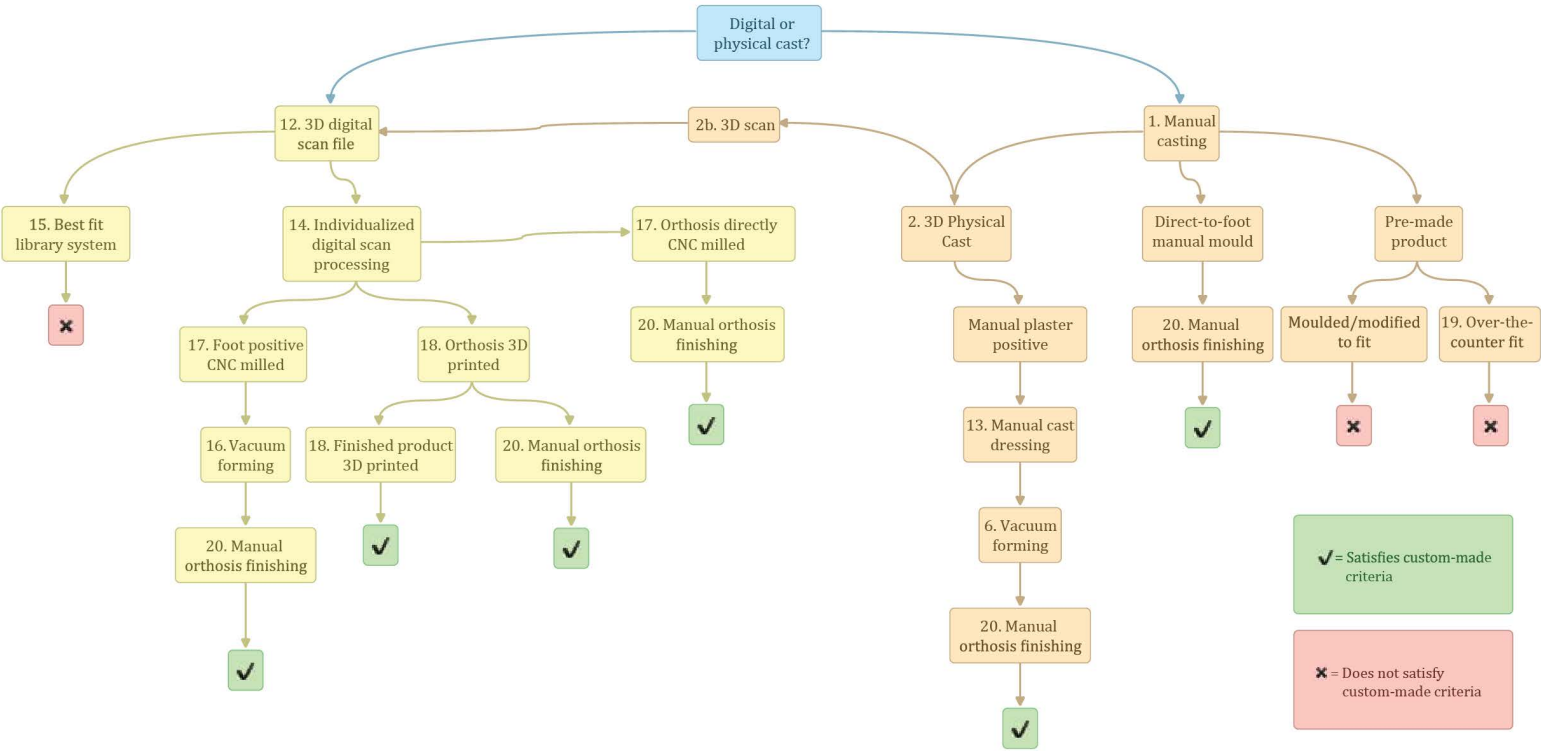 Digital or
physical cast?
12. 3D digital
scan file
2b. 3D scan
1. Manual
casting
15. Best fit
library system
14. Individualized
digital scan
processing
17. Orthosis directly
CNC milled
2. 3D Physical
Cast
Direct-to-foot
manual mould
Pre-made
product
17. Foot positive
CNC milled
18. Orthosis 3D
printed
20. Manual orthosis
finishing
Manual plaster
positive
20. Manual
orthosis finishing
Moulded/modified
to fit
19. Over-the-
counter fit
16. Vacuum
forming
18. Finished product
3D printed
20. Manual orthosis
finishing
13. Manual cast
dressing
20. Manual
orthosis finishing
6. Vacuum
forming
20. Manual
orthosis finishing
✔= Satisfies custom-made
criteria
✖ = Does not satisfy
custom-made criteria